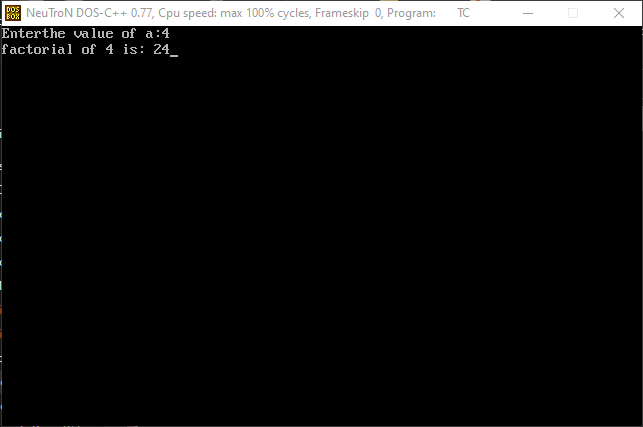 DOS
BOX
NeuTroN DOS-C++ 0.77, Cpu speed: max 100% cycles, Frameskip 0, Program: TC
Enterthe value of a:4
factorial of 4 is: 24_